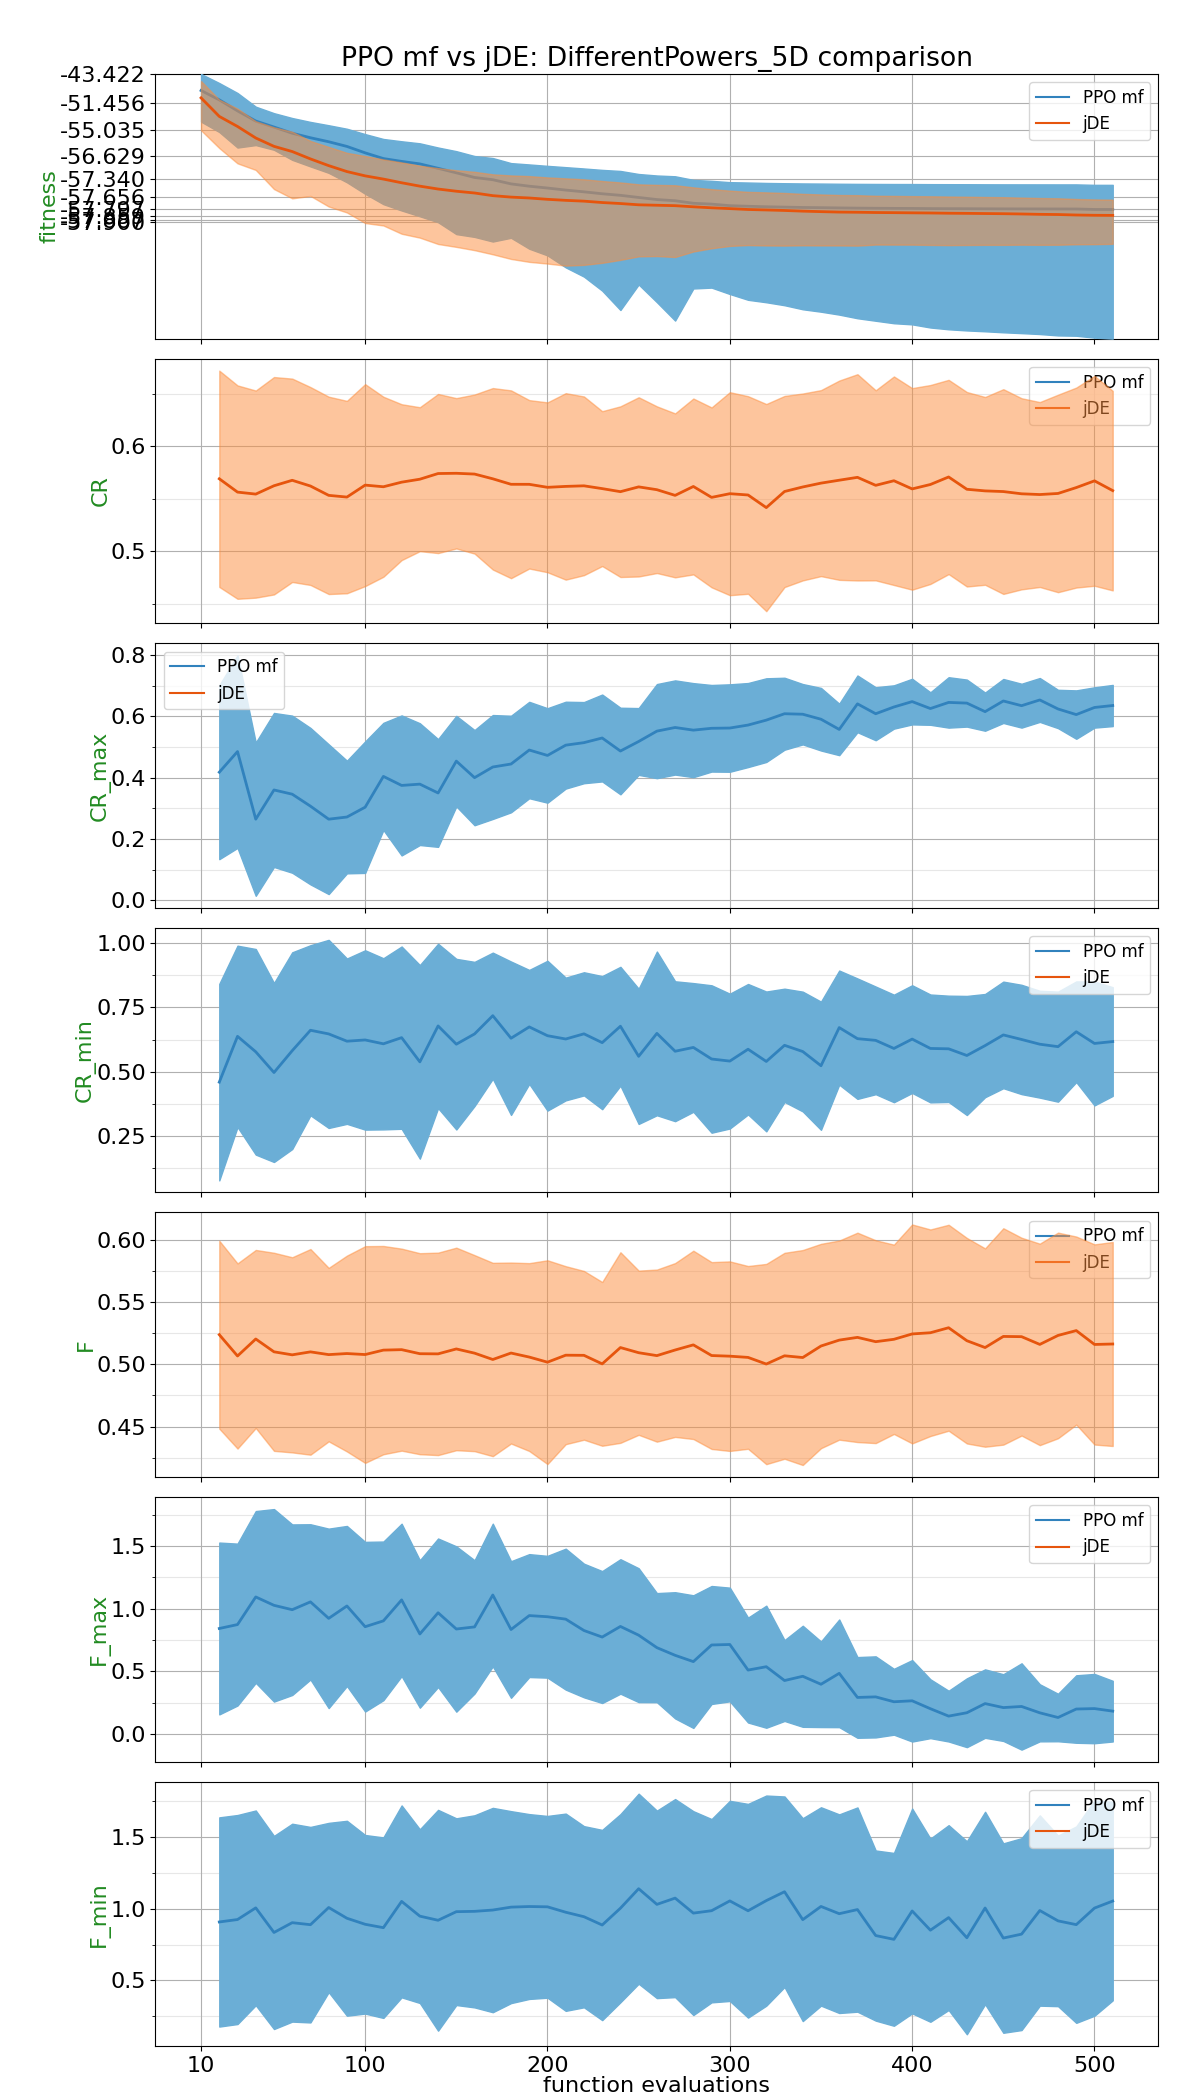 PPO mf vs jDE: DifferentPowers_5D comparison
-43.422
-51.456
-55.035
-56.629
-57.340
-57.656
-57.900
fitness
PPO mf
jDE
0.6
0.5
CR
PPO mf
jDE
0.8
0.6
0.4
0.2
0.0
CR_max
PPO mf
jDE
1.00
0.75
0.50
0.25
CR_min
PPO mf
jDE
0.60
0.55
0.50
0.45
F
PPO mf
jDE
1.5
1.0
0.5
0.0
F_max
PPO mf
jDE
1.5
1.0
0.5
F_min
PPO mf
jDE
10 100 200 300 400 500
function evaluations